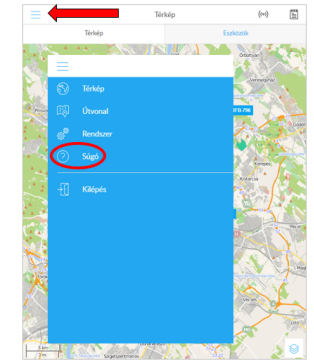 Térkép
Térkép
Eszközök
Térkép
Útvonal
Rendszer
Súgó
Kilépés